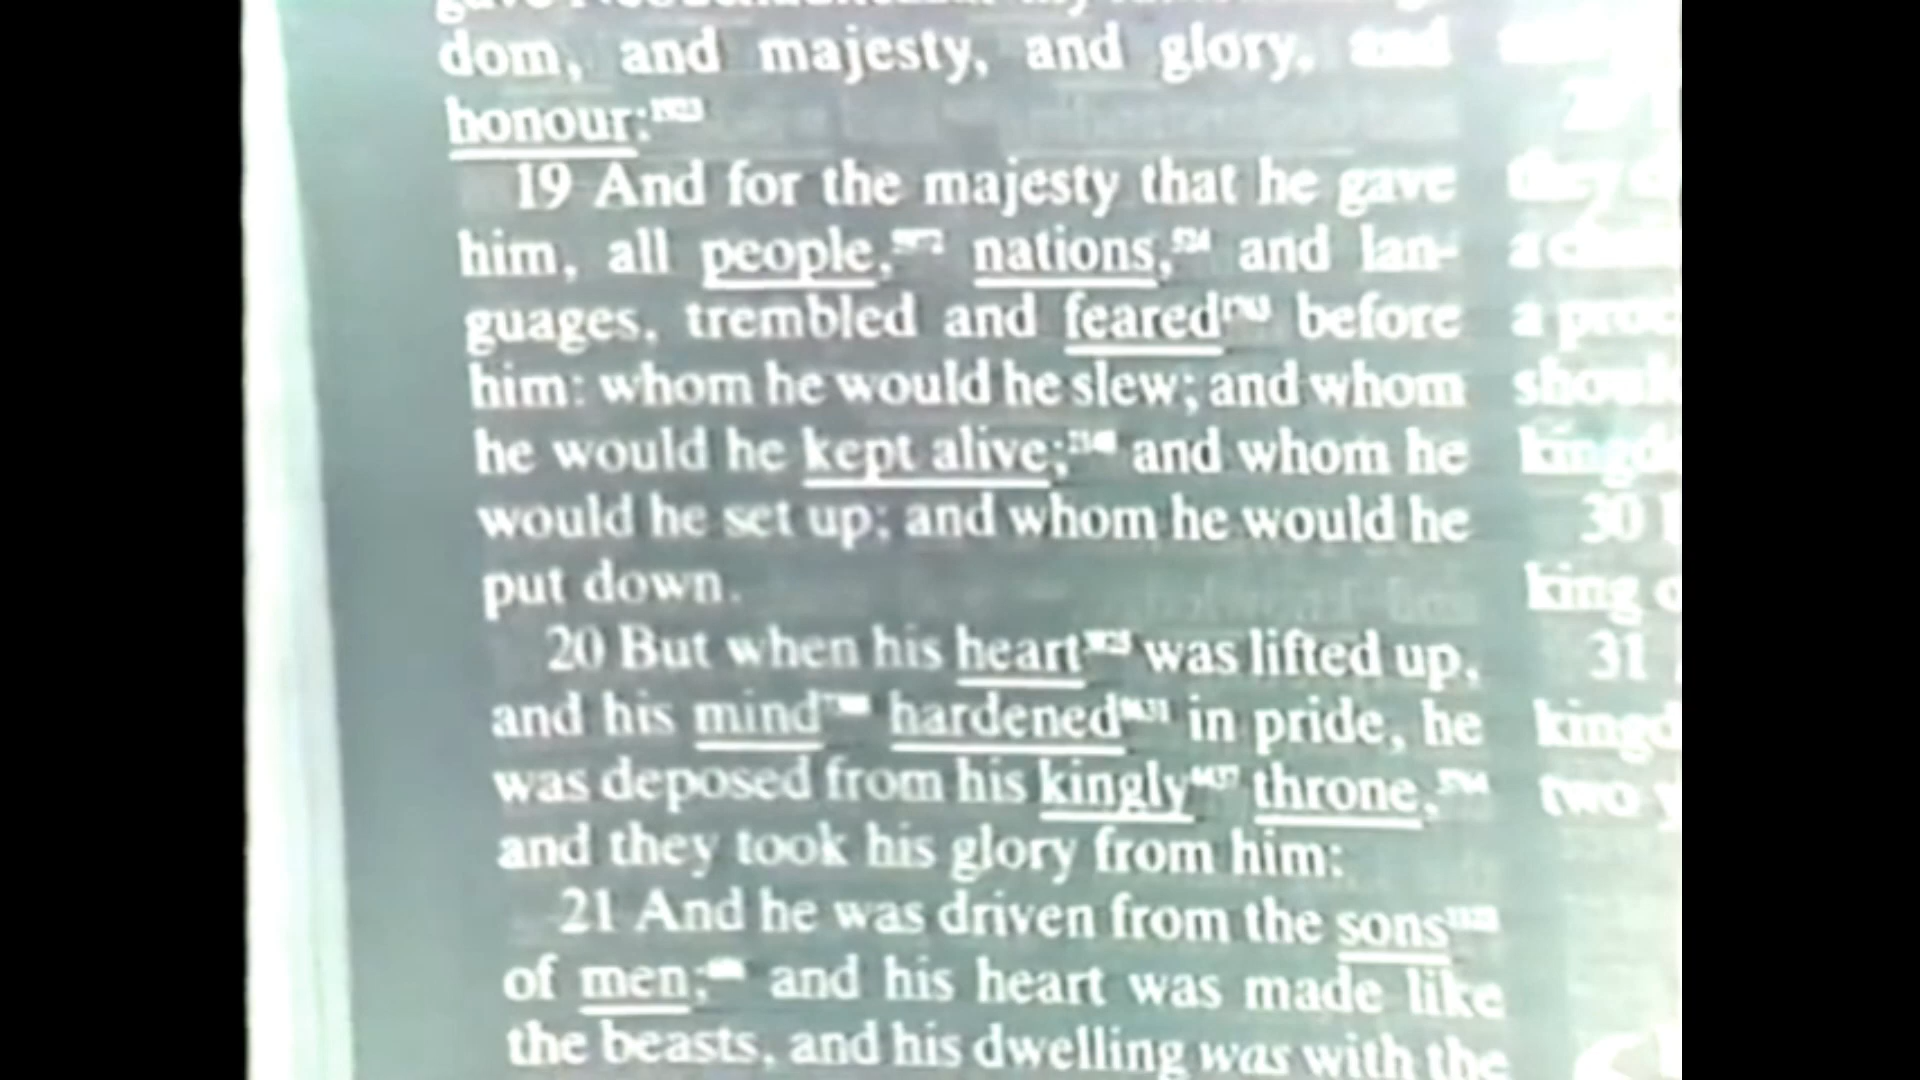 dom, and majesty, and glory, and
honour:
19 And for the majesty that he gave
him, all people, nations, and lan-
guages, trembled and feared before
him: whom he would he slew; and whom
he would he kept alive; and whom he
would he set up; and whom he would he
put down.
20 But when his heart was lifted up,
and his mind hardened in pride, he
was deposed from his kingly throne,
and they took his glory from him:
21 And he was driven from the sons
of men; and his heart was made like
the beasts, and his dwelling was with the
a
30
king
31
two